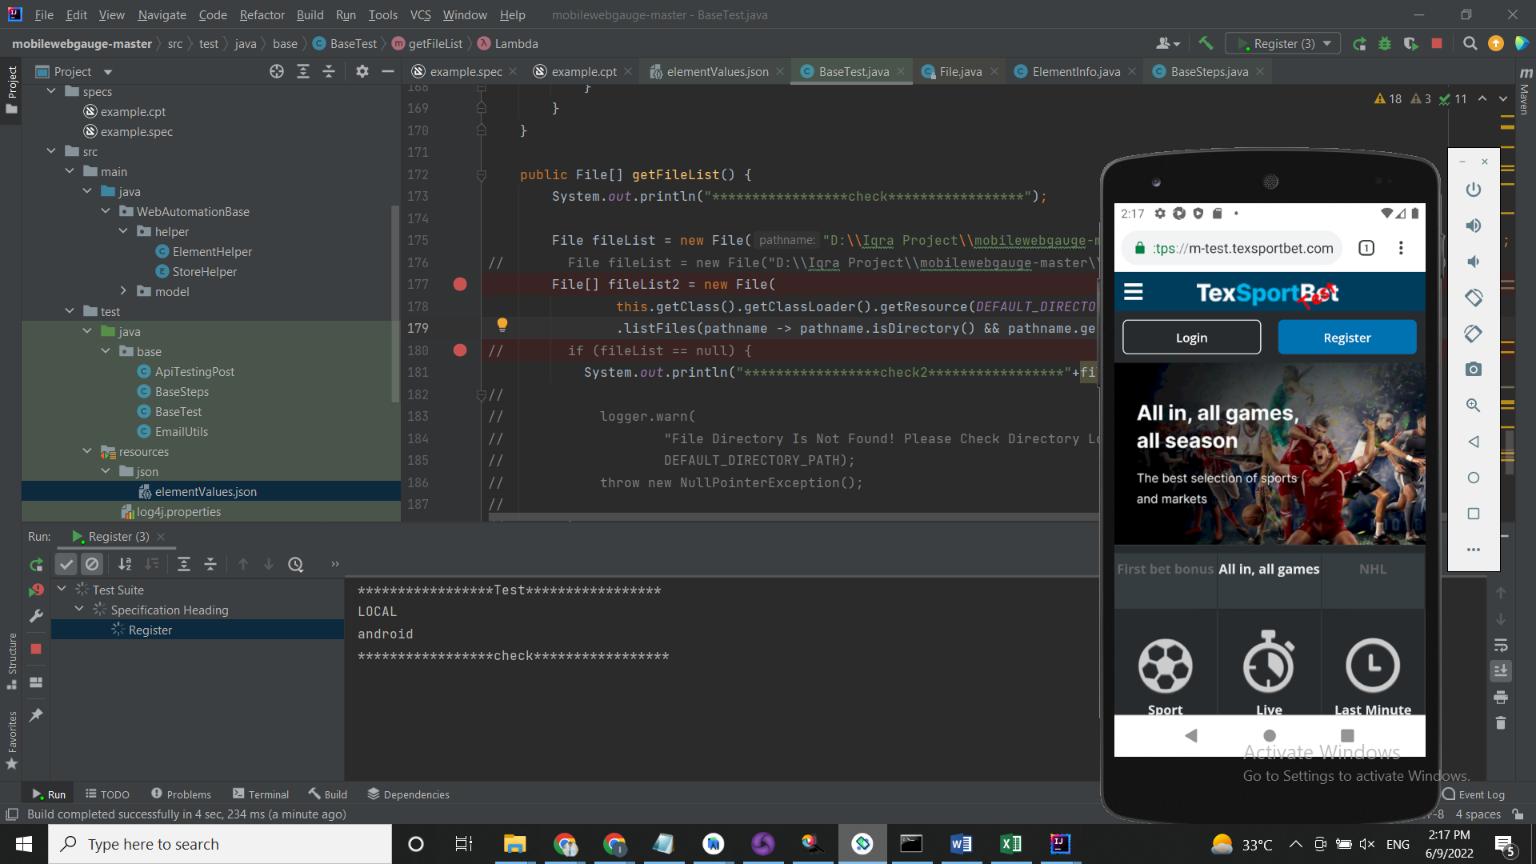 File Edit View Navigate Code Refactor Build Run Tools VCS Window Help mobilewebgauge-master - BaseTest.java
mobilewebgauge-master src test java base BaseTest getFileList Lambda Register (3)
Project
example.spec example.cpt elementValues.json BaseTest.java File.java ElementInfo.java BaseSteps.java
Project
Maven
specs
example.cpt
example.spec
src
main
java
WebAutomationBase
helper
ElementHelper
StoreHelper
model
test
java
base
ApiTestingPost
BaseSteps
BaseTest
EmailUtils
resources
json
elementValues.json
log4j.properties
18 3 11
168 }
169 }
170 }
171
172 public File[] getFileList() {
173 System.out.println("*****************check*****************");
174
175 File fileList = new File( pathname: "D:\\Iqra Project\\mobilewebgauge-m
176 // File fileList = new File("D:\\Iqra Project\\mobilewebgauge-master\\
177 File[] fileList2 = new File(
178 this.getClass().getClassLoader().getResource(DEFAULT_DIRECTO
179 .listFiles(pathname -> pathname.isDirectory() && pathname.ge
180 // if (fileList == null) {
181 System.out.println("*****************check2*****************"+fi
182 //
183 // logger.warn(
184 // "File Directory Is Not Found! Please Check Directory Lo
185 // DEFAULT_DIRECTORY_PATH);
186 // throw new NullPointerException();
187 //
2:17
:tps://m-test.texsportbet.com 1
TexSportBet
Test
Login Register
All in, all games,
all season
The best selection of sports
and markets
First bet bonus All in, all games NHL
Sport Live Last Minute
Run: Register (3)
Test Suite
Specification Heading
Register
*****************Test*****************
LOCAL
android
*****************check*****************
Structure
Favorites
Activate Windows
Go to Settings to activate Windows.
Run TODO Problems Terminal Build Dependencies Event Log
Build completed successfully in 4 sec, 234 ms (a minute ago) 4 spaces
Type here to search
33°C ENG 2:17 PM
6/9/2022
5